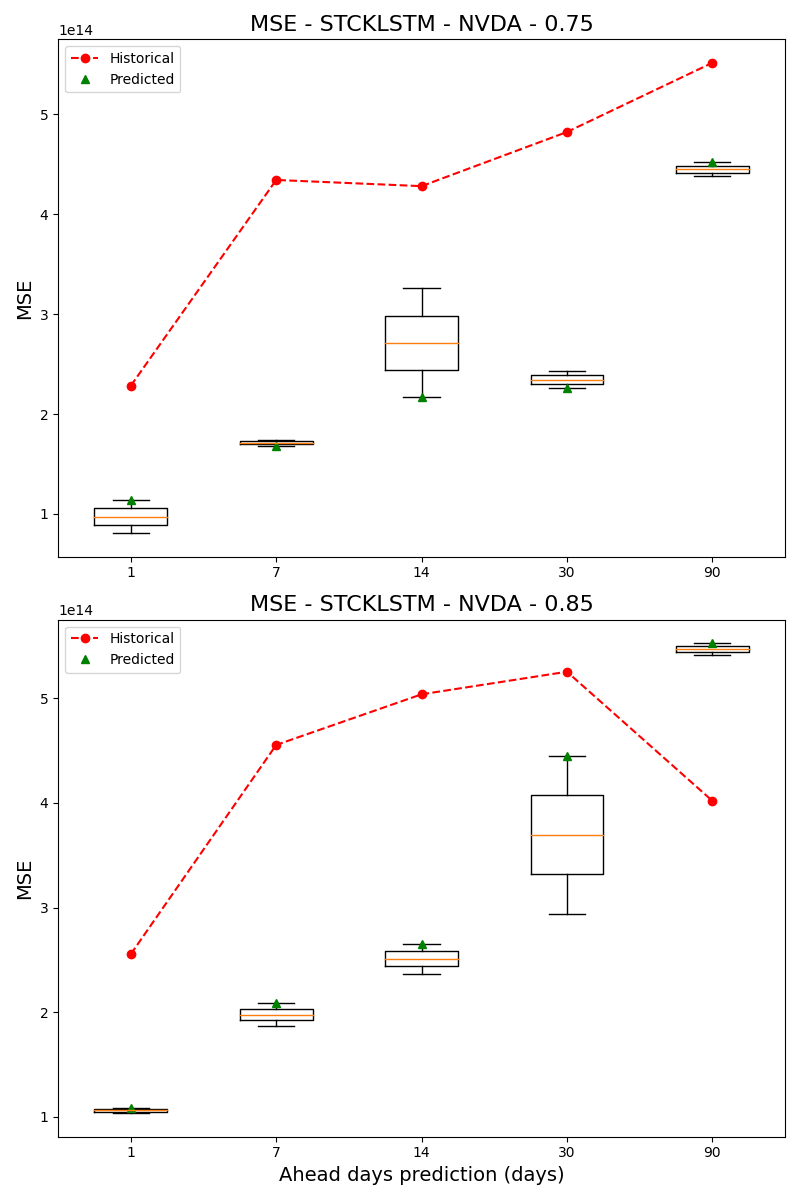 MSE - STCKLSTM - NVDA - 0.75
1e14
Historical
Predicted
5
4
3
2
1
MSE
1 7 14 30 90
MSE - STCKLSTM - NVDA - 0.85
1e14
Historical
Predicted
5
4
3
2
1
MSE
1 7 14 30 90
Ahead days prediction (days)